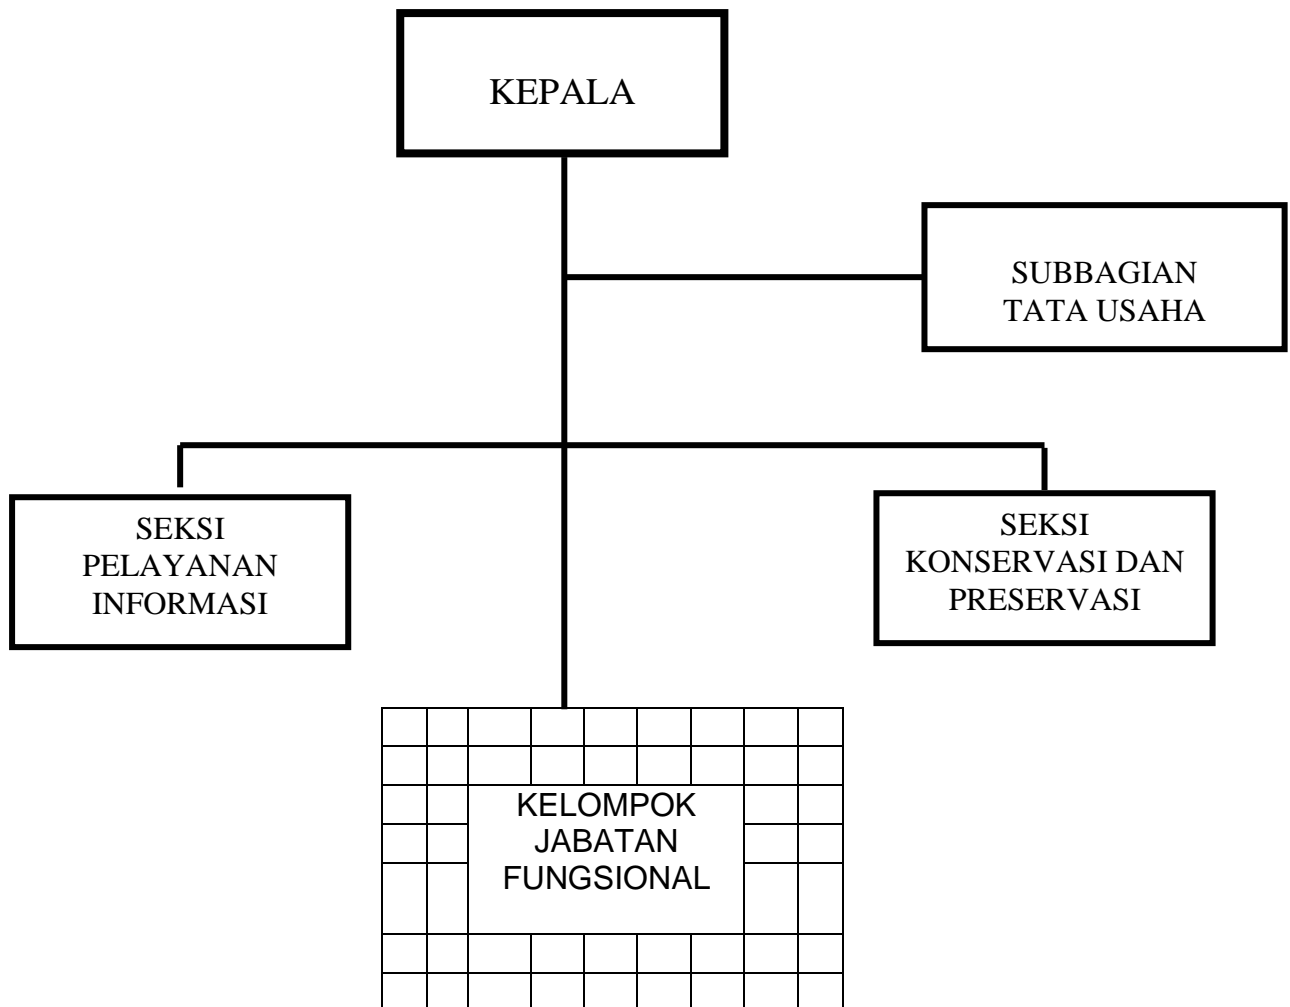 KEPALA
SUBBAGIAN
TATA USAHA
SEKSI
PELAYANAN
INFORMASI
SEKSI
KONSERVASI DAN
PRESERVASI
KELOMPOK
JABATAN
FUNGSIONAL